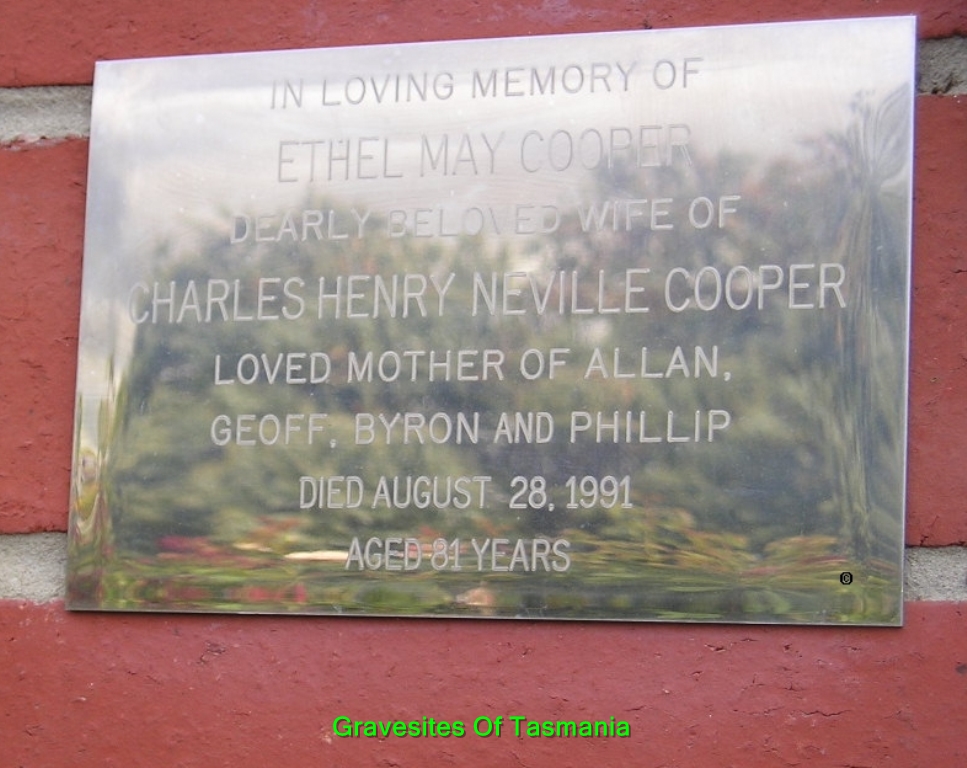 IN LOVING MEMORY OF
ETHEL MAY COOPER
DEARLY BELOVED WIFE OF
CHARLES HENRY NEVILLE COOPER
LOVED MOTHER OF ALLAN,
GEOFF, BYRON AND PHILLIP
DIED AUGUST 28, 1991
AGED 81 YEARS
©
Gravesites Of Tasmania